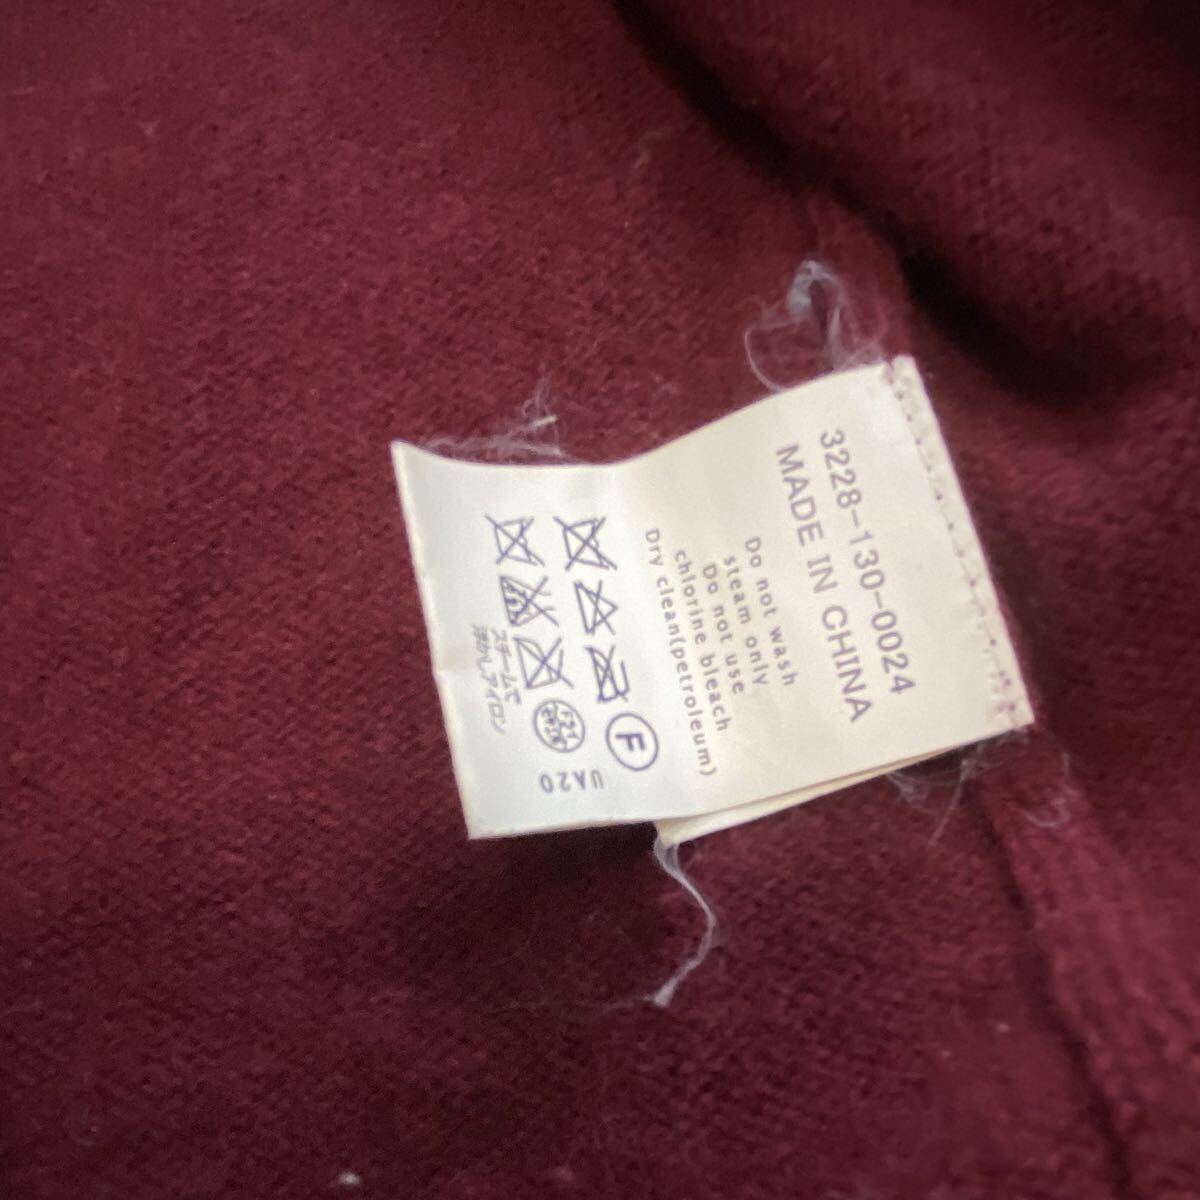 3228-130-0024
MADE IN CHINA
Do not wash
steam only
Do not use
chlorine bleach
Dry clean(petroleum)
F
スチームで
浮かしアイロン
UA20